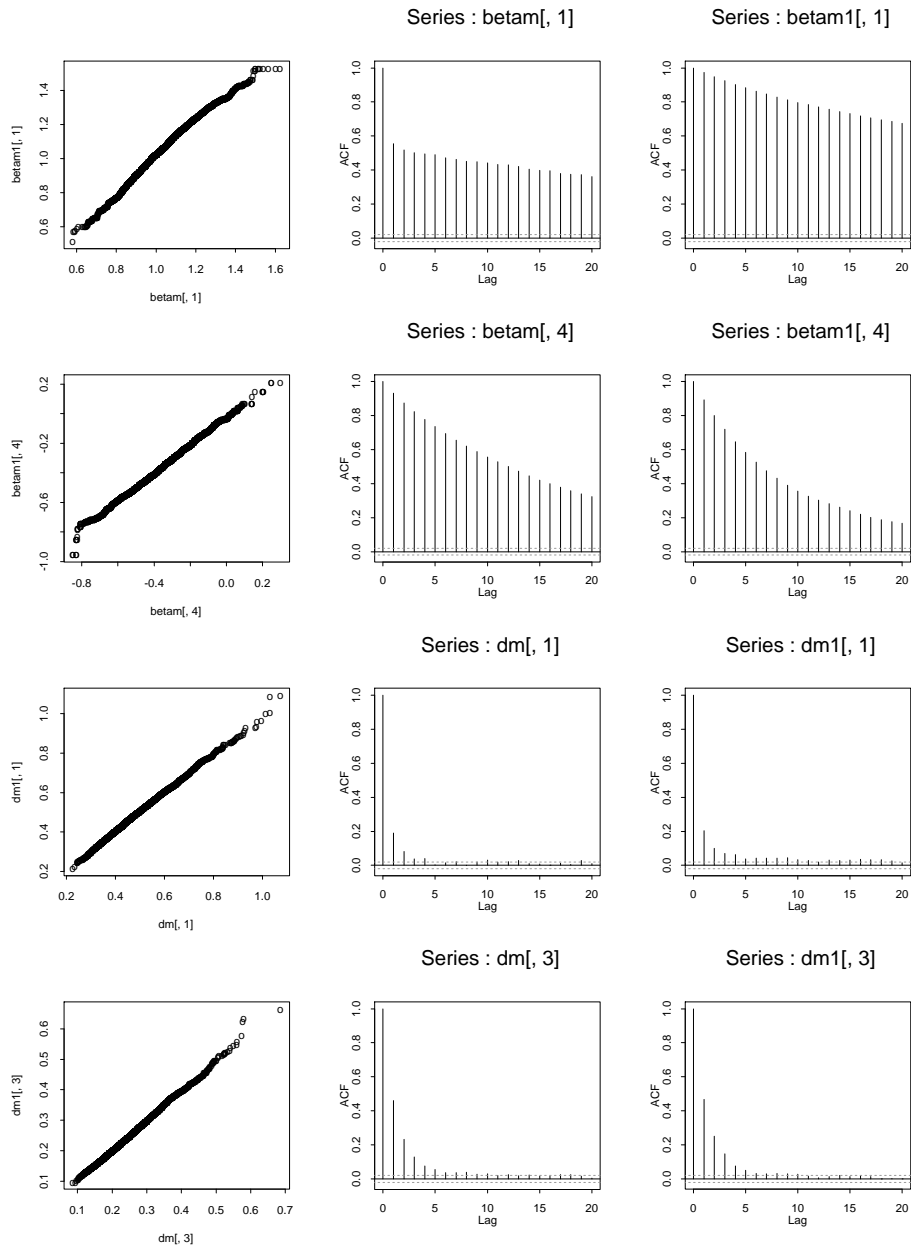 Series : betam[, 1]
Series : betam1[, 1]
betam1[, 1]
0.6 0.8 1.0 1.2 1.4
0.6 0.8 1.0 1.2 1.4 1.6
betam[, 1]
ACF
0.0 0.2 0.4 0.6 0.8 1.0
0 5 10 15 20
Lag
ACF
0.0 0.2 0.4 0.6 0.8 1.0
0 5 10 15 20
Lag
Series : betam[, 4]
Series : betam1[, 4]
betam1[, 4]
-1.0 -0.6 -0.2 0.2
-0.8 -0.4 0.0 0.2
betam[, 4]
ACF
0.0 0.2 0.4 0.6 0.8 1.0
0 5 10 15 20
Lag
ACF
0.0 0.2 0.4 0.6 0.8 1.0
0 5 10 15 20
Lag
Series : dm[, 1]
Series : dm1[, 1]
dm1[, 1]
0.2 0.4 0.6 0.8 1.0
0.2 0.4 0.6 0.8 1.0
dm[, 1]
ACF
0.0 0.2 0.4 0.6 0.8 1.0
0 5 10 15 20
Lag
ACF
0.0 0.2 0.4 0.6 0.8 1.0
0 5 10 15 20
Lag
Series : dm[, 3]
Series : dm1[, 3]
dm1[, 3]
0.1 0.2 0.3 0.4 0.5 0.6
0.1 0.2 0.3 0.4 0.5 0.6 0.7
dm[, 3]
ACF
0.0 0.2 0.4 0.6 0.8 1.0
0 5 10 15 20
Lag
ACF
0.0 0.2 0.4 0.6 0.8 1.0
0 5 10 15 20
Lag